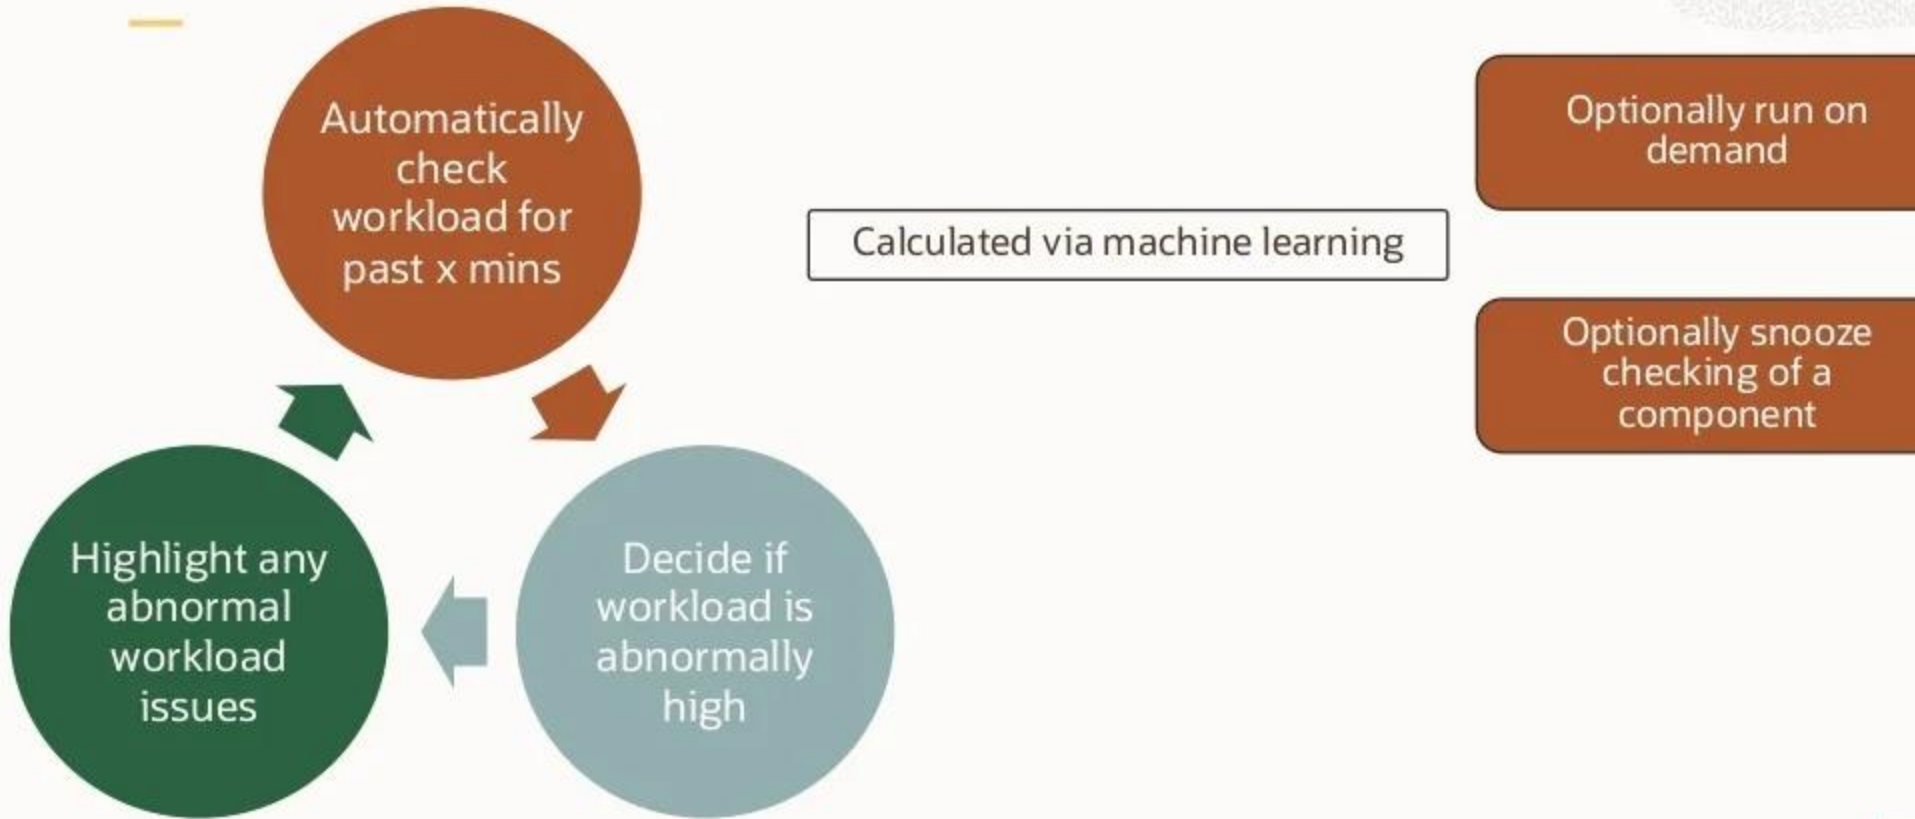 Automatically
check
workload for
past x mins
Calculated via machine learning
Optionally run on
demand
Optionally snooze
checking of a
component
Highlight any
abnormal
workload
issues
Decide if
workload is
abnormally
high